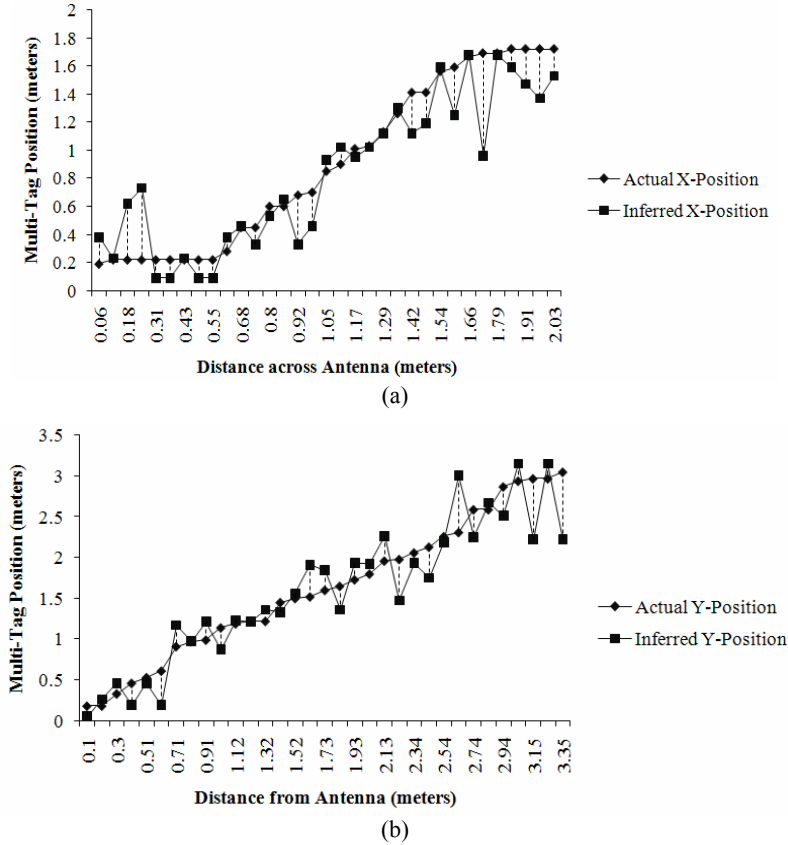 2
1.8
1.6
1.4
1.2
1
0.8
0.6
0.4
0.2
0
Multi-Tag Position (meters)
Actual X-Position
Inferred X-Position
0.06 0.18 0.31 0.43 0.55 0.68 0.8 0.92 1.05 1.17 1.29 1.42 1.54 1.66 1.79 1.91 2.03
Distance across Antenna (meters)
(a)
3.5
3
2.5
2
1.5
1
0.5
0
Multi-Tag Position (meters)
Actual Y-Position
Inferred Y-Position
0.1 0.3 0.51 0.71 0.91 1.12 1.32 1.52 1.73 1.93 2.13 2.34 2.54 2.74 2.94 3.15 3.35
Distance from Antenna (meters)
(b)